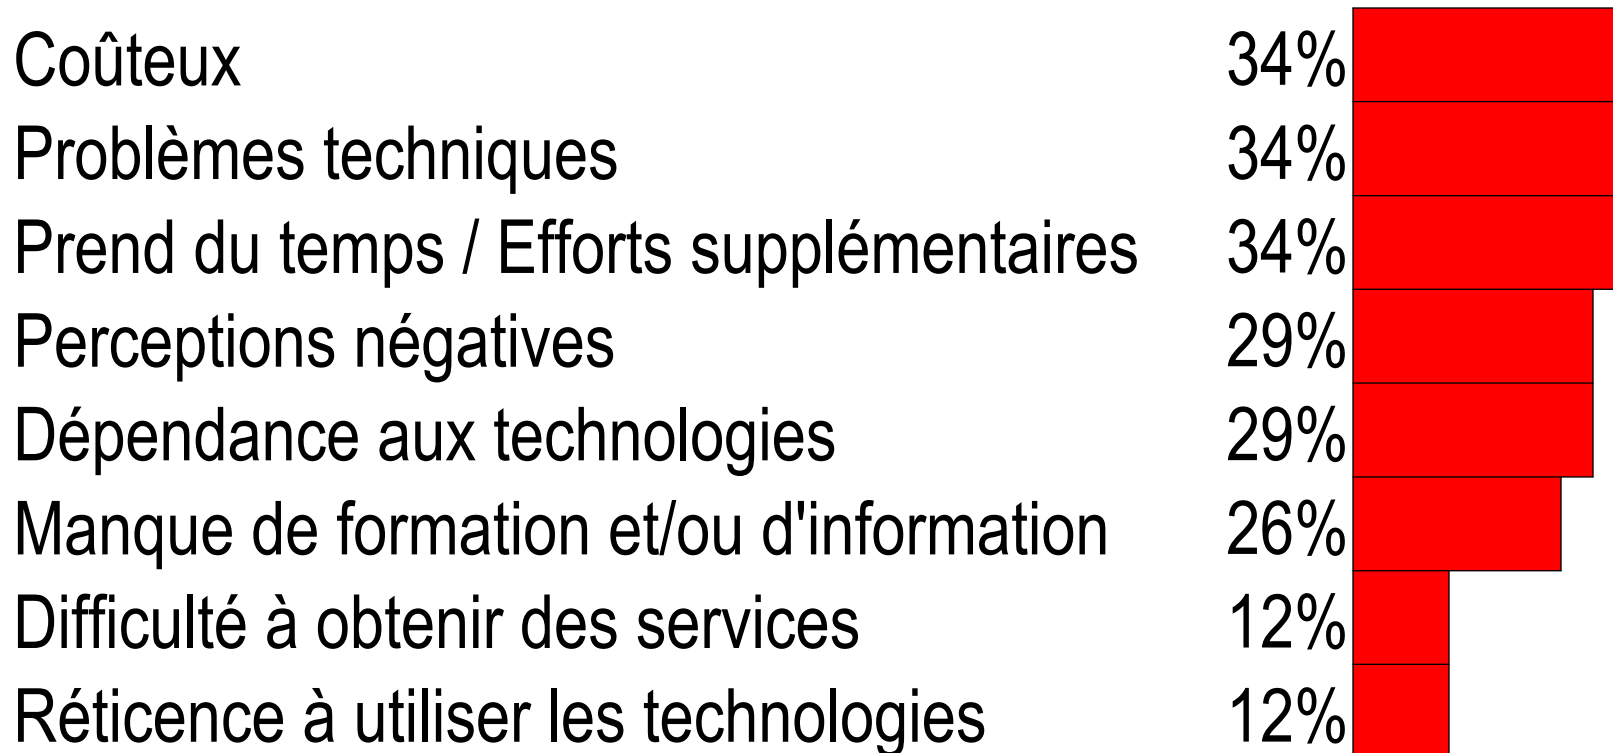 Coûteux 34%
Problèmes techniques 34%
Prend du temps / Efforts supplémentaires 34%
Perceptions négatives 29%
Dépendance aux technologies 29%
Manque de formation et/ou d'information 26%
Difficulté à obtenir des services 12%
Réticence à utiliser les technologies 12%